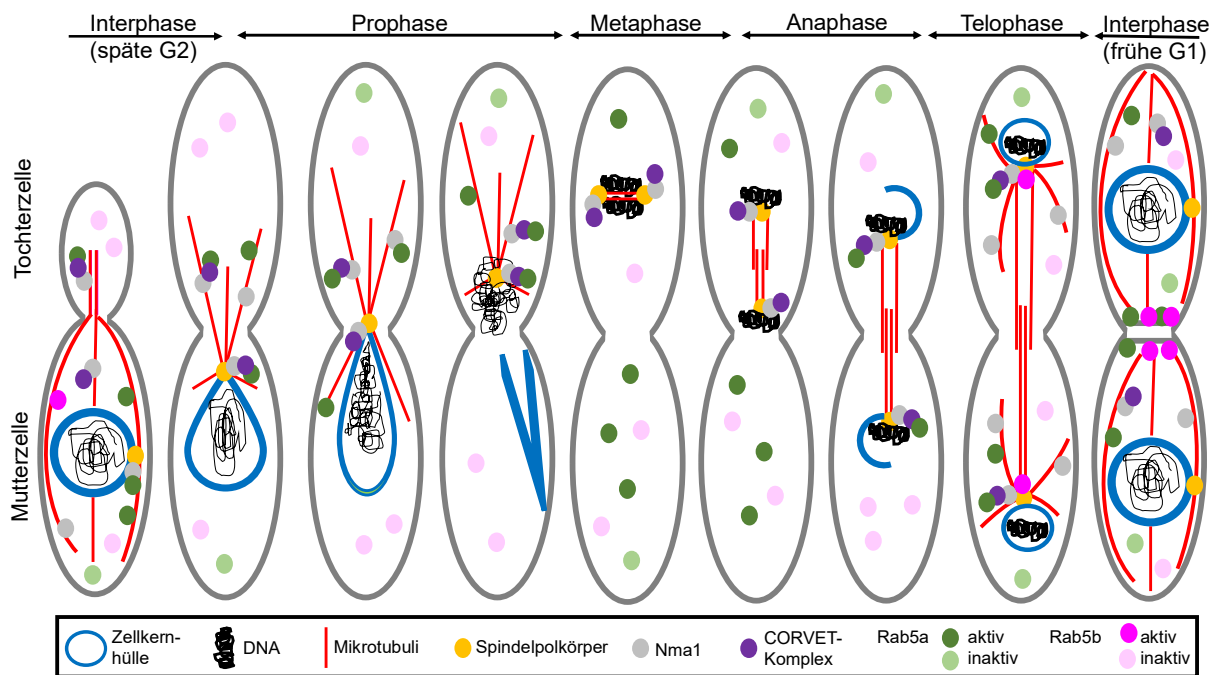 Interphase
(späte G2)
Prophase
Metaphase
Anaphase
Telophase
Interphase
(frühe G1)
Tochterzelle
Mutterzelle
Zellkern-
hülle
DNA
Mikrotubuli
Spindelpolkörper
Nma1
CORVET-
Komplex
Rab5a
aktiv
inaktiv
Rab5b
aktiv
inaktiv